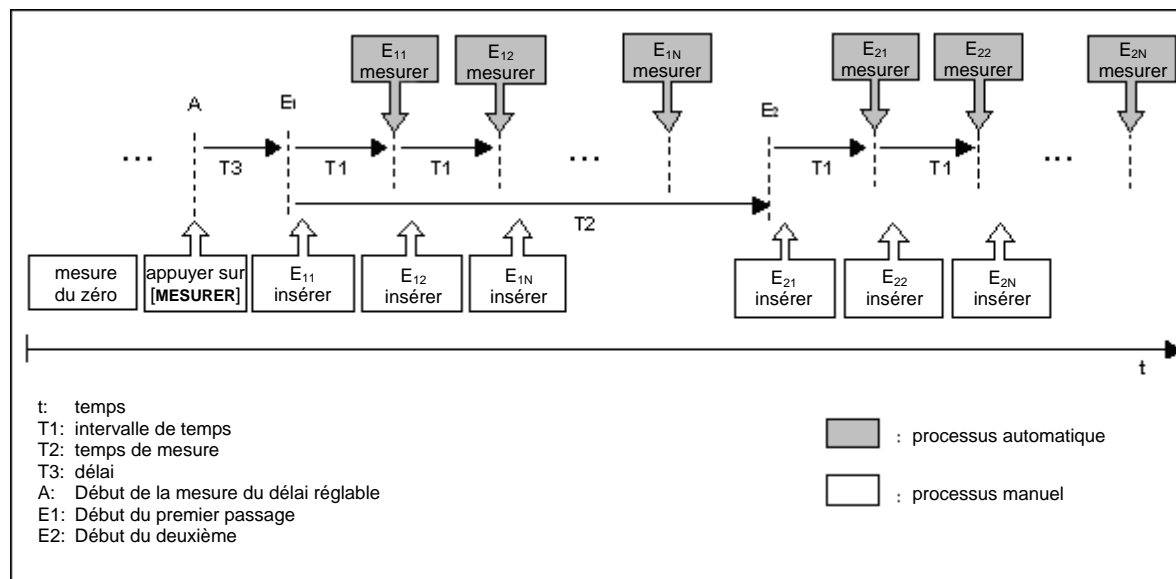 E11 mesurer
E12 mesurer
E1N mesurer
E21 mesurer
E22 mesurer
E2N mesurer
A
E1
E2
...
T3
T1
T1
...
T1
T1
...
T2
mesure du zéro
appuyer sur [MESURER]
E11 insérer
E12 insérer
E1N insérer
E21 insérer
E22 insérer
E2N insérer
t
t: temps
T1: intervalle de temps
T2: temps de mesure
T3: délai
A: Début de la mesure du délai réglable
E1: Début du premier passage
E2: Début du deuxième
: processus automatique
: processus manuel